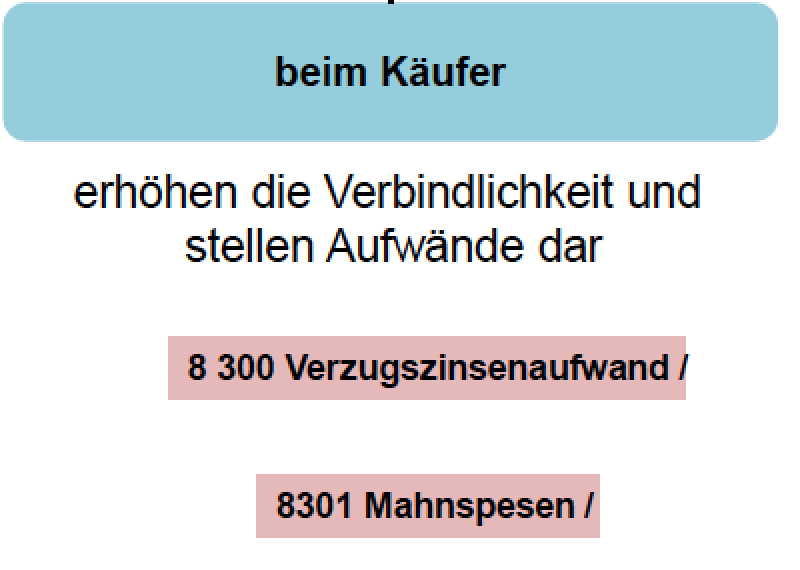 beim Käufer
erhöhen die Verbindlichkeit und
stellen Aufwände dar
8 300 Verzugszinsenaufwand /
8301 Mahnspesen /